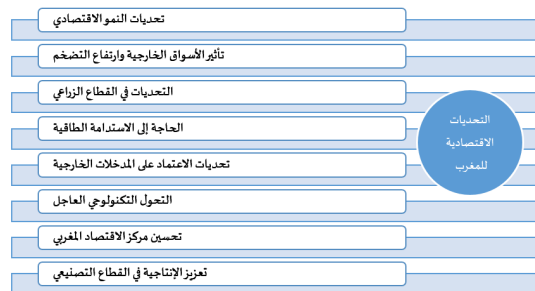 تحديات النمو الاقتصادي
تأثير الأسواق الخارجية وارتفاع التضخم
التحديات في القطاع الزراعي
الحاجة إلى الاستدامة الطاقية
تحديات الاعتماد على المدخلات الخارجية
التحول التكنولوجي العاجل
تحسين مركز الاقتصاد المغربي
تعزيز الإنتاجية في القطاع التصنيعي
التحديات
الاقتصادية
للمغرب